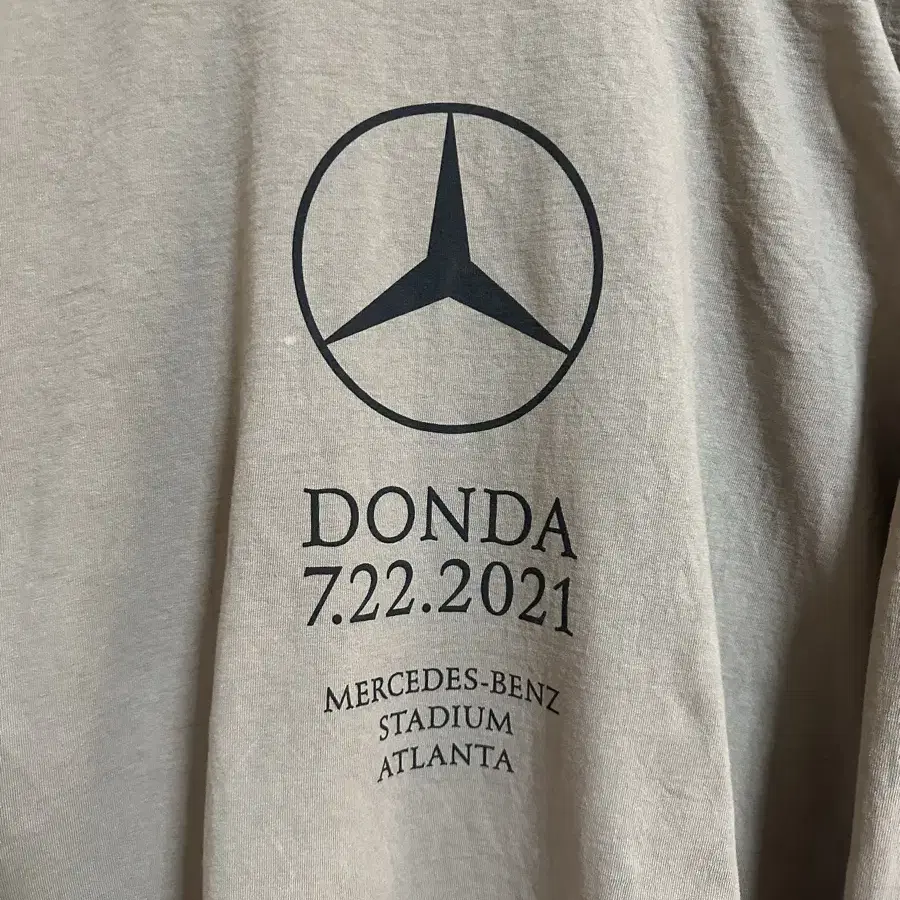 DONDA
7.22.2021
MERCEDES-BENZ
STADIUM
ATLANTA